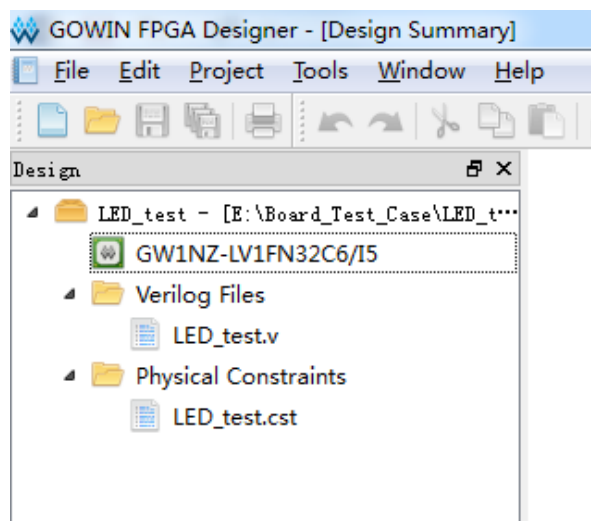 GOWIN FPGA Designer - [Design Summary]
File Edit Project Tools Window Help
Design
LED_test - [E:\Board_Test_Case\LED_t...
GW1NZ-LV1FN32C6/I5
Verilog Files
LED_test.v
Physical Constraints
LED_test.cst